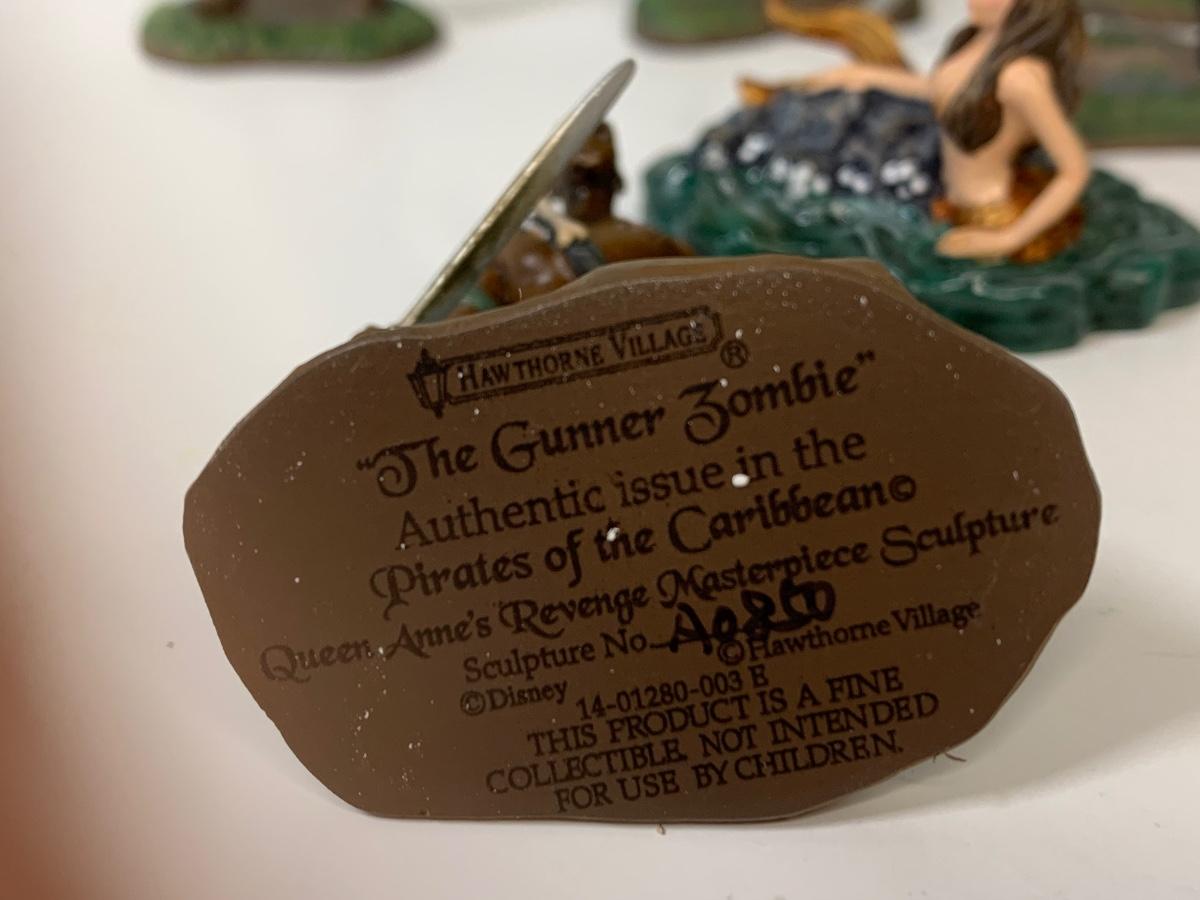 HAWTHORNE VILLAGE ®
"The Gunner Zombie"
Authentic issue in the
Pirates of the Caribbean©
Queen Anne's Revenge Masterpiece Sculpture
Sculpture No.
©Disney ©Hawthorne Village
14-01280-003 E
THIS PRODUCT IS A FINE
COLLECTIBLE, NOT INTENDED
FOR USE BY CHILDREN.